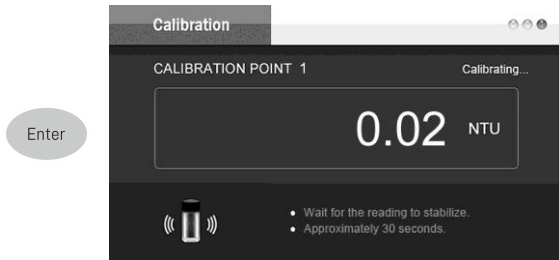 Calibration
CALIBRATION POINT 1
Calibrating...
Enter
0.02 NTU
• Wait for the reading to stabilize.
• Approximately 30 seconds.